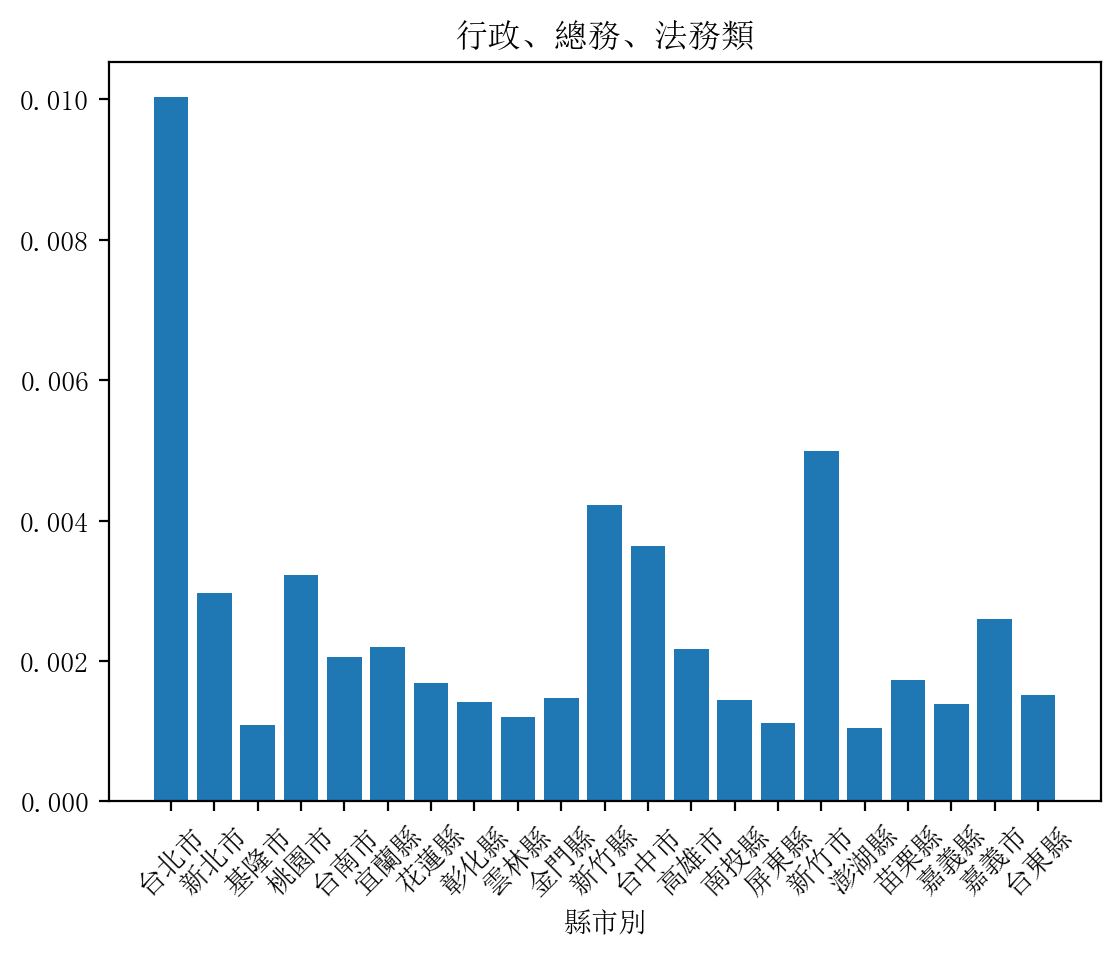 行政、總務、法務類
0.010
0.008
0.006
0.004
0.002
0.000
台北市
新北市
基隆市
桃園市
台南市
宜蘭縣
花蓮縣
彰化縣
雲林縣
金門縣
新竹縣
台中市
高雄市
南投縣
屏東縣
新竹市
澎湖縣
苗栗縣
嘉義縣
嘉義市
台東縣
縣市別